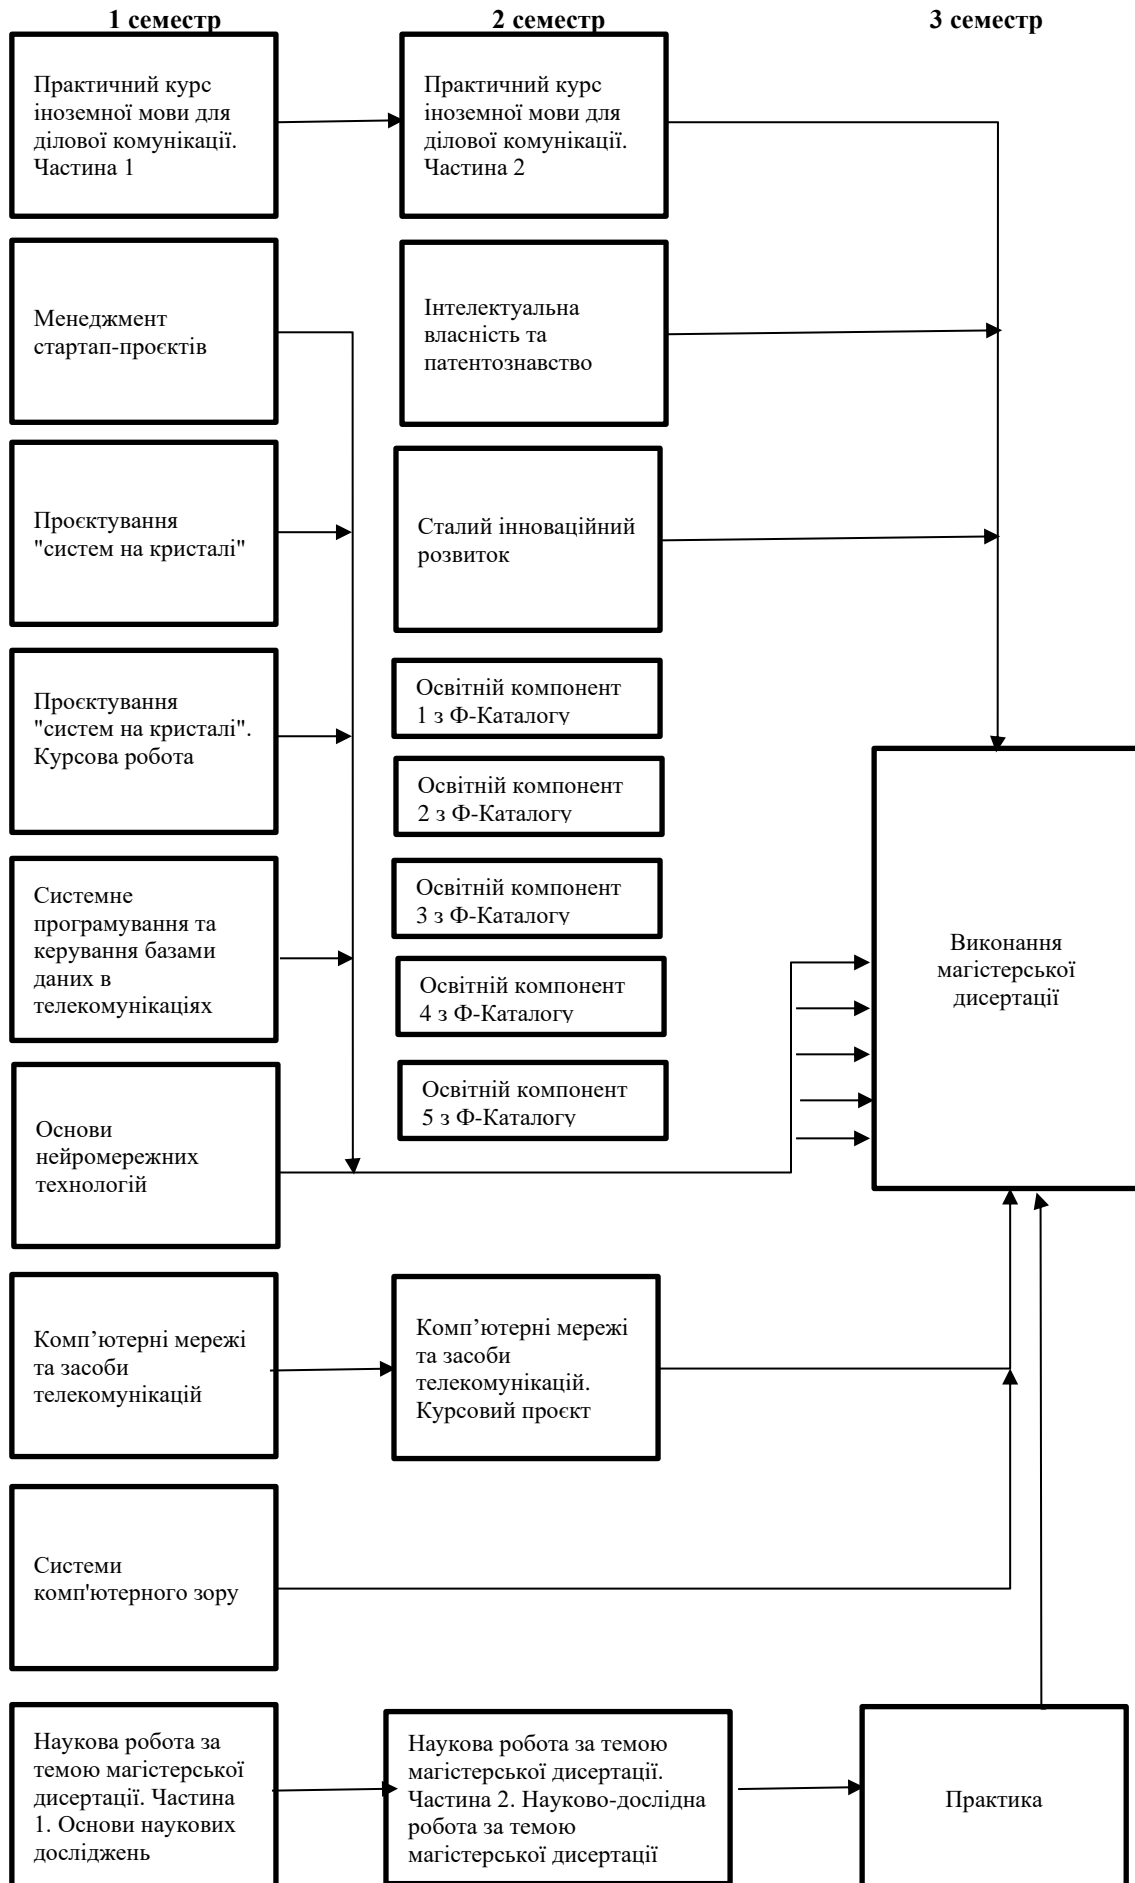 1 семестр
2 семестр
3 семестр
Практичний курс
іноземної мови для
ділової комунікації.
Частина 1
Практичний курс
іноземної мови для
ділової комунікації.
Частина 2
Менеджмент
стартап-проєктів
Інтелектуальна
власність та
патентознавство
Проєктування
"систем на кристалі"
Сталий інноваційний
розвиток
Проєктування
"систем на кристалі".
Курсова робота
Освітній компонент
1 з Ф-Каталогу
Освітній компонент
2 з Ф-Каталогу
Системне
програмування та
керування базами
даних в
телекомунікаціях
Освітній компонент
3 з Ф-Каталогу
Освітній компонент
4 з Ф-Каталогу
Виконання
магістерської
дисертації
Основи
нейромережних
технологій
Освітній компонент
5 з Ф-Каталогу
Комп’ютерні мережі
та засоби
телекомунікацій
Комп’ютерні мережі
та засоби
телекомунікацій.
Курсовий проєкт
Системи
комп'ютерного зору
Наукова робота за
темою магістерської
дисертації. Частина
1. Основи наукових
досліджень
Наукова робота за темою
магістерської дисертації.
Частина 2. Науково-дослідна
робота за темою
магістерської дисертації
Практика